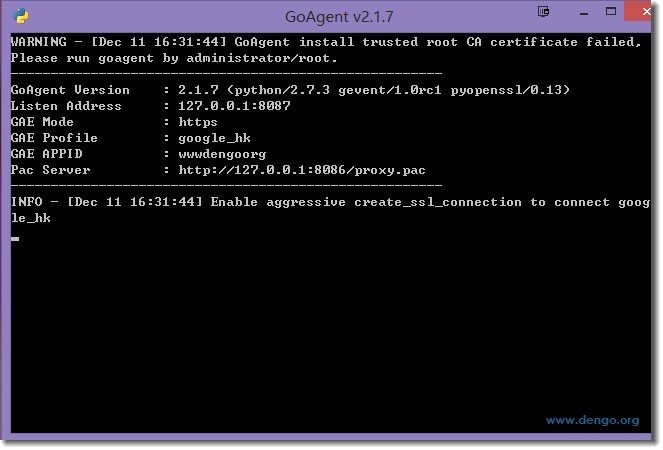 GoAgent v2.1.7
WARNING - [Dec 11 16:31:44] GoAgent install trusted root CA certificate failed,
Please run goagent by administrator/root.
------------------------------------------------------
GoAgent Version    : 2.1.7 (python/2.7.3 gevent/1.0rc1 pyopenssl/0.13)
Listen Address     : 127.0.0.1:8087
GAE Mode           : https
GAE Profile        : google_hk
GAE APPID          : wwwdengoorg
Pac Server         : http://127.0.0.1:8086/proxy.pac
------------------------------------------------------
INFO - [Dec 11 16:31:44] Enable aggressive create_ssl_connection to connect goog
le_hk
www.dengo.org